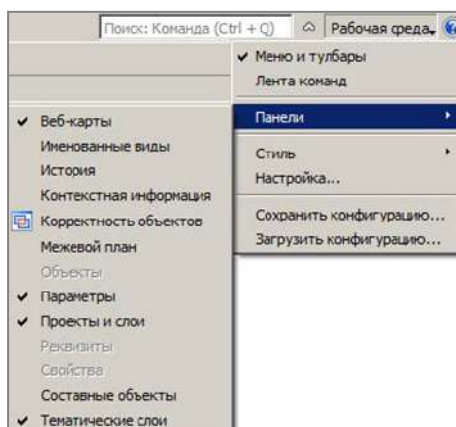 Поиск: Команда (Ctrl + Q) Рабочая среда
Меню и тулбары
Лента команд
Панели
Стиль
Настройка...
Сохранить конфигурацию...
Загрузить конфигурацию...
Веб-карты
Именованные виды
История
Контекстная информация
Корректность объектов
Межевой план
Объекты
Параметры
Проекты и слои
Реквизиты
Свойства
Составные объекты
Тематические слои